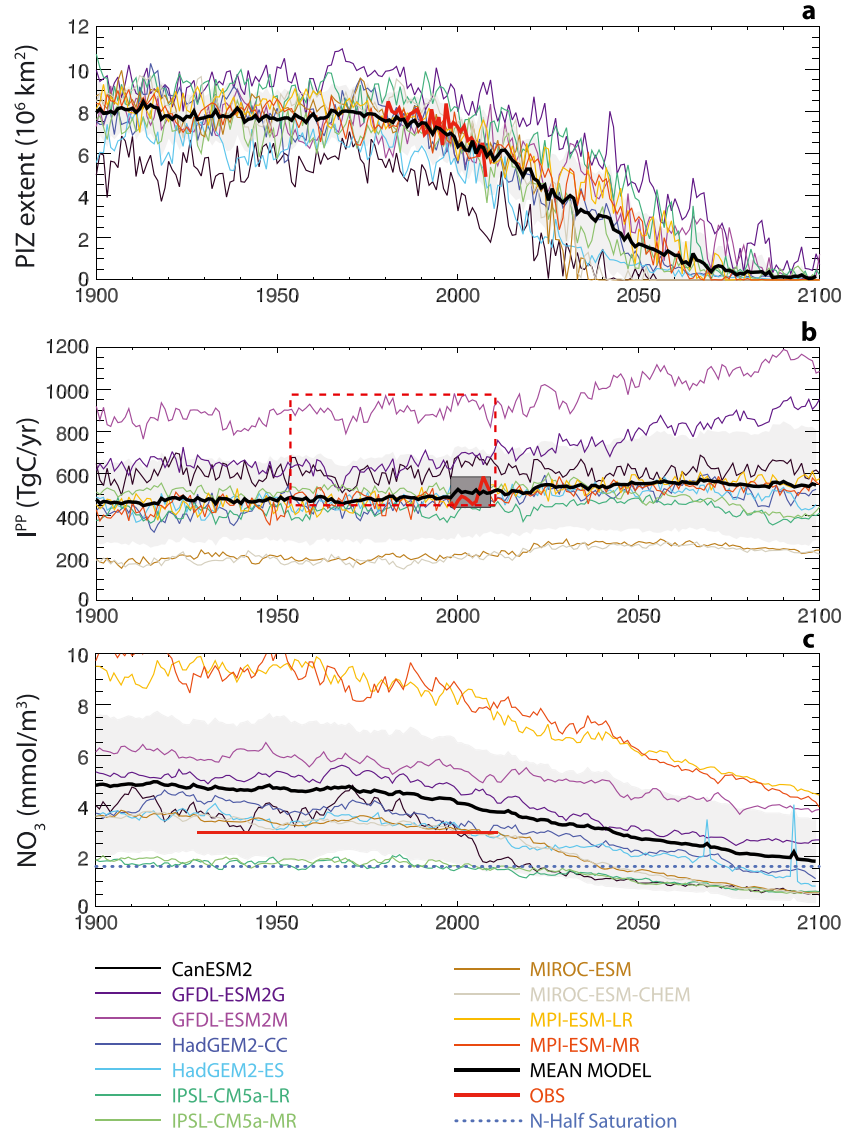 a
PIZ extent (10⁶ km²)
12
10
8
6
4
2
0
1900 1950 2000 2050 2100
b
Iᴾᴾ (TgC/yr)
1200
1000
800
600
400
200
0
1900 1950 2000 2050 2100
c
NO₃ (mmol/m³)
10
8
6
4
2
0
1900 1950 2000 2050 2100
CanESM2
GFDL-ESM2G
GFDL-ESM2M
HadGEM2-CC
HadGEM2-ES
IPSL-CM5a-LR
IPSL-CM5a-MR
MIROC-ESM
MIROC-ESM-CHEM
MPI-ESM-LR
MPI-ESM-MR
MEAN MODEL
OBS
N-Half Saturation